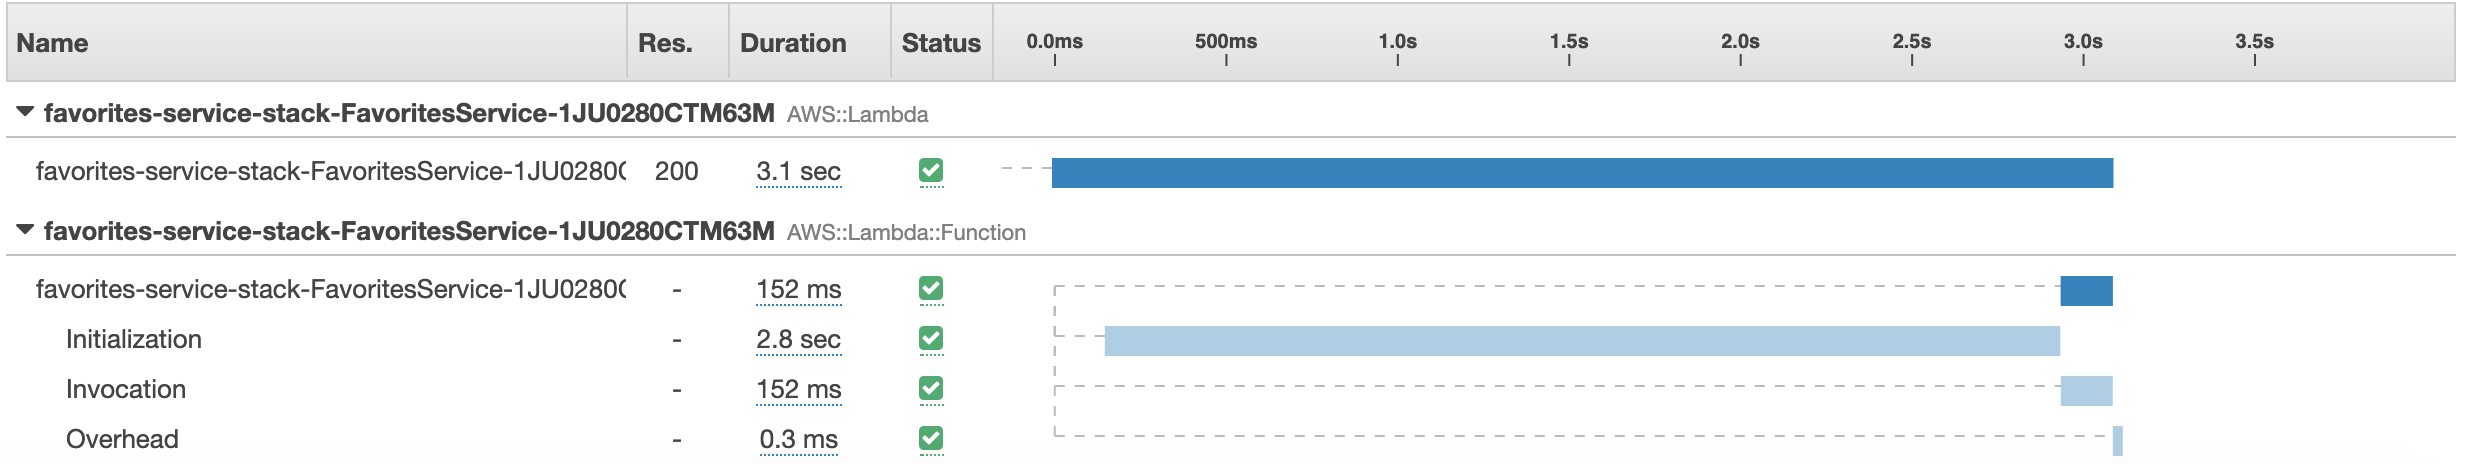 Name Res. Duration Status 0.0ms 500ms 1.0s 1.5s 2.0s 2.5s 3.0s 3.5s
favorites-service-stack-FavoritesService-1JU0280CTM63M AWS::Lambda
favorites-service-stack-FavoritesService-1JU0280 200 3.1 sec
favorites-service-stack-FavoritesService-1JU0280CTM63M AWS::Lambda::Function
favorites-service-stack-FavoritesService-1JU0280 - 152 ms
Initialization - 2.8 sec
Invocation - 152 ms
Overhead - 0.3 ms